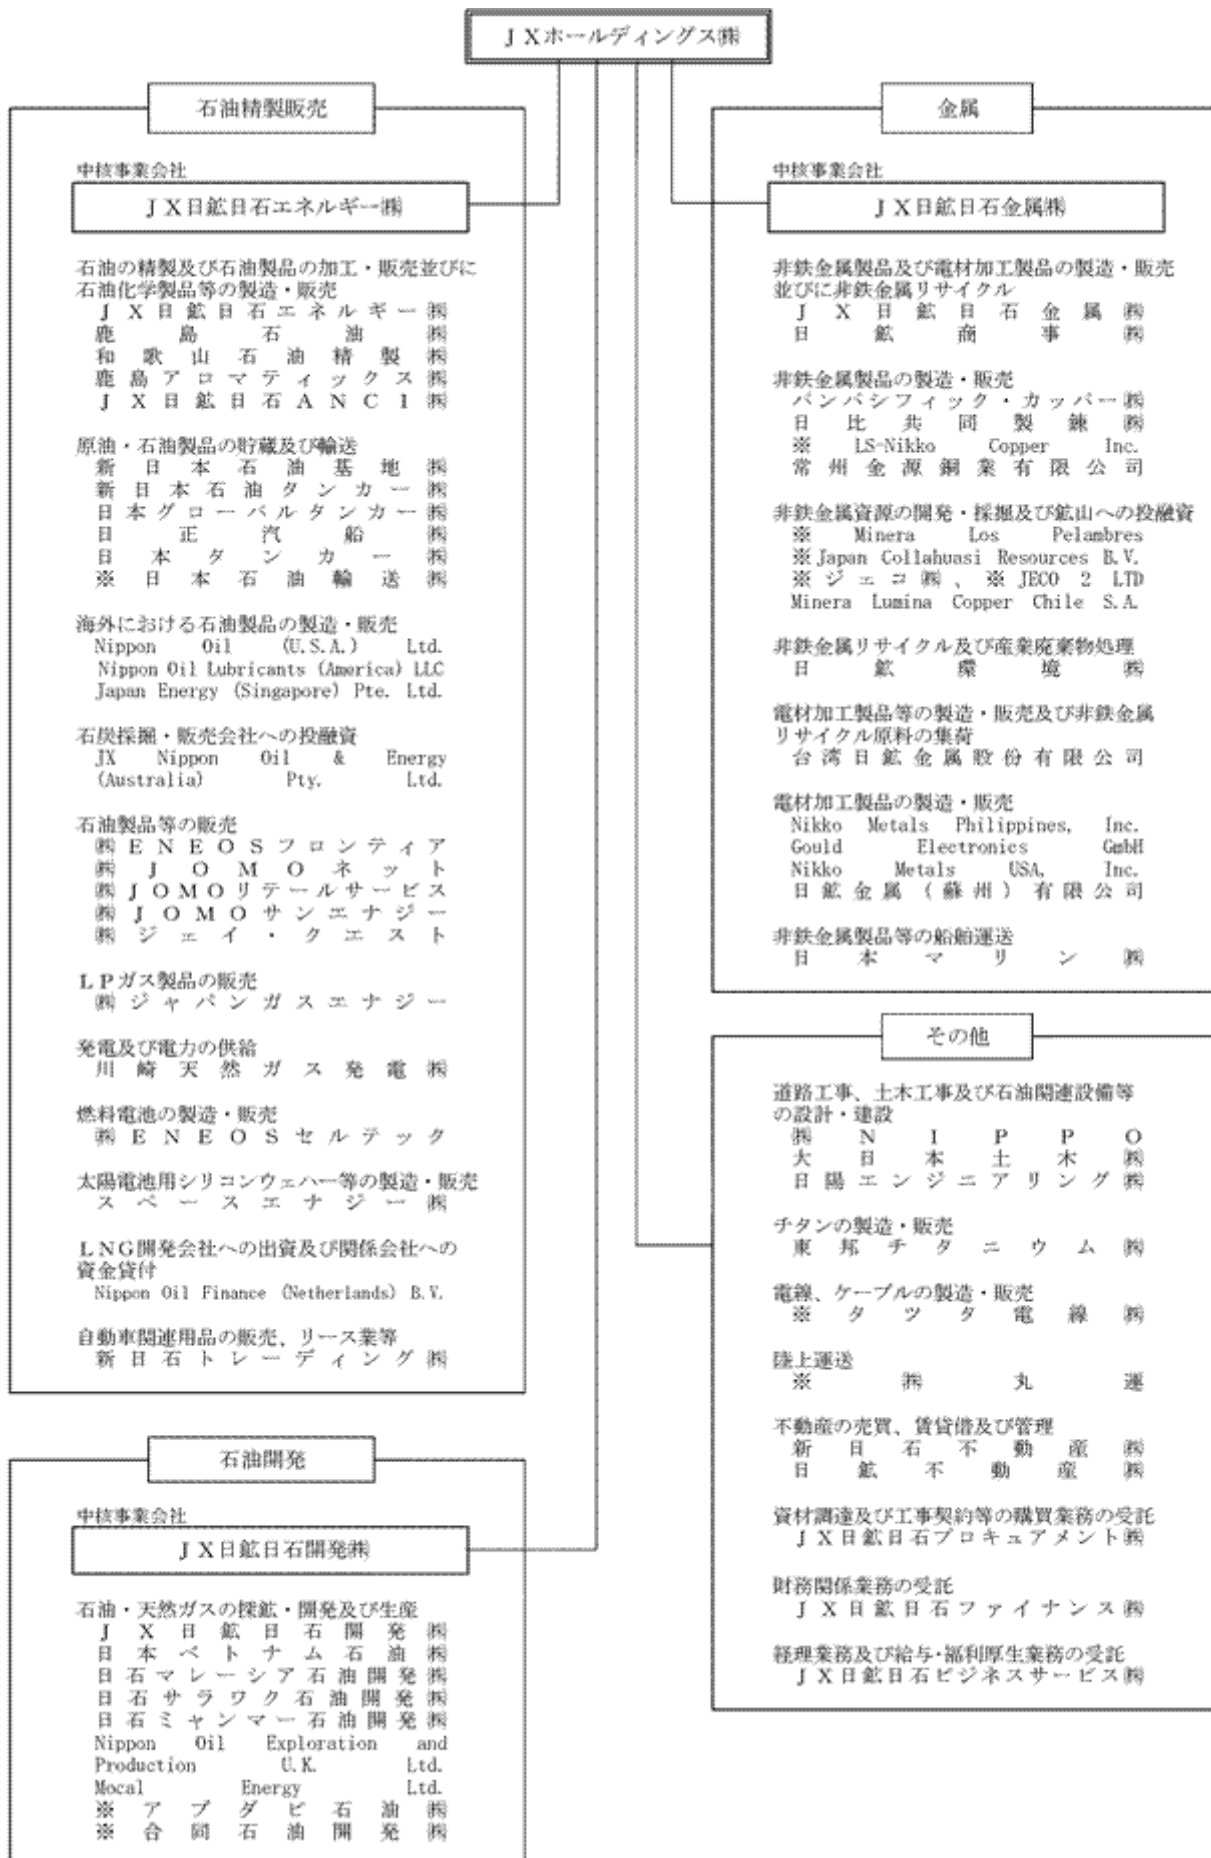 ＪＸホールディングス㈱
石油精製販売
中核事業会社
ＪＸ日鉱日石エネルギー㈱
石油の精製及び石油製品の加工・販売並びに
石油化学製品等の製造・販売
ＪＸ日鉱日石エネルギー㈱
鹿島石油㈱
和歌山石油精製㈱
鹿島アロマティックス㈱
ＪＸ日鉱日石ＡＮＣＩ㈱
原油・石油製品の貯蔵及び輸送
新日本石油基地㈱
新日本石油タンカー㈱
日本グローバルタンカー㈱
日正汽船㈱
日本タンカー㈱
※日本石油輸送㈱
海外における石油製品の製造・販売
Nippon Oil (U.S.A.) Ltd.
Nippon Oil Lubricants (America) LLC
Japan Energy (Singapore) Pte. Ltd.
石炭採掘・販売会社への投融資
JX Nippon Oil & Energy
(Australia) Pty. Ltd.
石油製品等の販売
㈱ＥＮＥＯＳフロンティア
㈱ＪＯＭＯネット
㈱ＪＯＭＯリテールサービス
㈱ＪＯＭＯサンエナジー
㈱ジェイ・クエスト
ＬＰガス製品の販売
㈱ジャパンガスエナジー
発電及び電力の供給
川崎天然ガス発電㈱
燃料電池の製造・販売
㈱ＥＮＥＯＳセルテック
太陽電池用シリコンウェハー等の製造・販売
スペースエナジー㈱
ＬＮＧ開発会社への出資及び関係会社への
資金貸付
Nippon Oil Finance (Netherlands) B.V.
自動車関連用品の販売、リース業等
新日石トレーディング㈱
石油開発
中核事業会社
ＪＸ日鉱日石開発㈱
石油・天然ガスの探鉱・開発及び生産
ＪＸ日鉱日石開発㈱
日本ベトナム石油㈱
日石マレーシア石油開発㈱
日石サラワク石油開発㈱
日石ミャンマー石油開発㈱
Nippon Oil Exploration and
Production U.K. Ltd.
Mocal Energy Ltd.
※アブダビ石油㈱
※合同石油開発㈱
金属
中核事業会社
ＪＸ日鉱日石金属㈱
非鉄金属製品及び電材加工製品の製造・販売
並びに非鉄金属リサイクル
ＪＸ日鉱日石金属㈱
日鉱商事㈱
非鉄金属製品の製造・販売
パンパシフィック・カッパー㈱
日比共同製錬㈱
※ LS-Nikko Copper Inc.
常州金源銅業有限公司
非鉄金属資源の開発・採掘及び鉱山への投融資
※ Minera Los Pelambres
※Japan Collahuasi Resources B.V.
※ジェコ㈱、※ JECO 2 LTD
Minera Lumina Copper Chile S.A.
非鉄金属リサイクル及び産業廃棄物処理
日鉱環境㈱
電材加工製品等の製造・販売及び非鉄金属
リサイクル原料の集荷
台湾日鉱金属股份有限公司
電材加工製品の製造・販売
Nikko Metals Philippines, Inc.
Gould Electronics GmbH
Nikko Metals USA, Inc.
日鉱金属（蘇州）有限公司
非鉄金属製品等の船舶運送
日本マリン㈱
その他
道路工事、土木工事及び石油関連設備等
の設計・建設
㈱ＮＩＰＰＯ
大日本土木㈱
日陽エンジニアリング㈱
チタンの製造・販売
東邦チタニウム㈱
電線、ケーブルの製造・販売
※タツタ電線㈱
陸上運送
※㈱丸運
不動産の売買、賃貸借及び管理
新日石不動産㈱
日鉱不動産㈱
資材調達及び工事契約等の購買業務の受託
ＪＸ日鉱日石プロキュアメント㈱
財務関係業務の受託
ＪＸ日鉱日石ファイナンス㈱
経理業務及び給与・福利厚生業務の受託
ＪＸ日鉱日石ビジネスサービス㈱